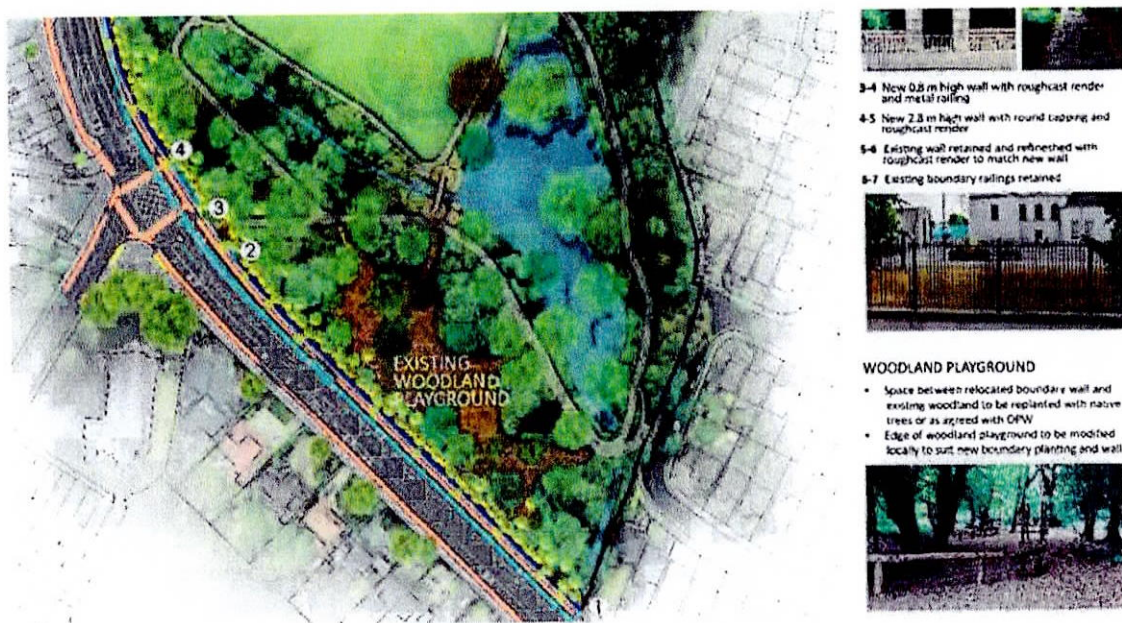 4
3
2
1
EXISTING
WOODLAND
PLAYGROUND
3-4 New 0.8 m high wall with roughcast render
and metal railing
4-5 New 2.8 m high wall with round capping and
roughcast render
5-6 Existing wall retained and refineshed with
roughcast render to match new wall
6-7 Existing boundary railings retained
WOODLAND PLAYGROUND
• Space between relocated boundary wall and
existing woodland to be replanted with native
trees or as agreed with OPW
• Edge of woodland playground to be modified
locally to suit new boundary planting and wall